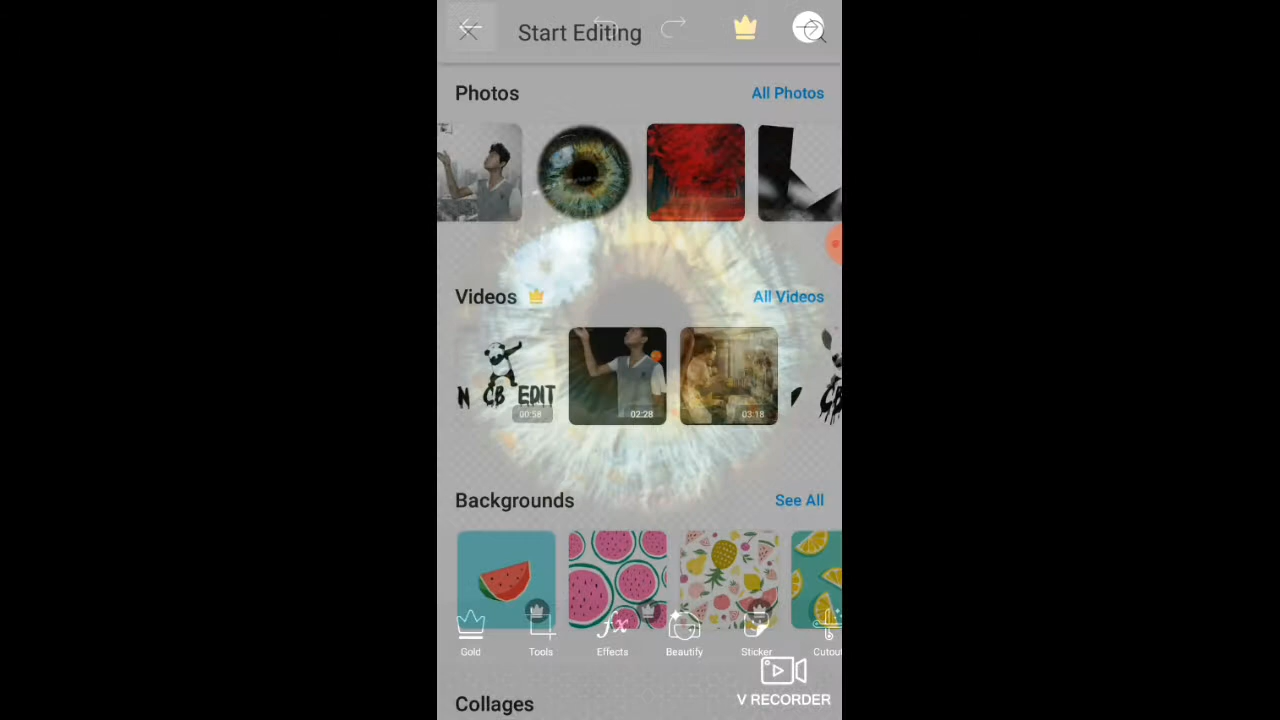 Start Editing
Photos
All Photos
Videos
All Videos
N CB EDIT
00:58
02:28
03:18
Backgrounds
See All
Gold
Tools
Effects
Beautify
Sticker
Cutout
Collages
V RECORDER